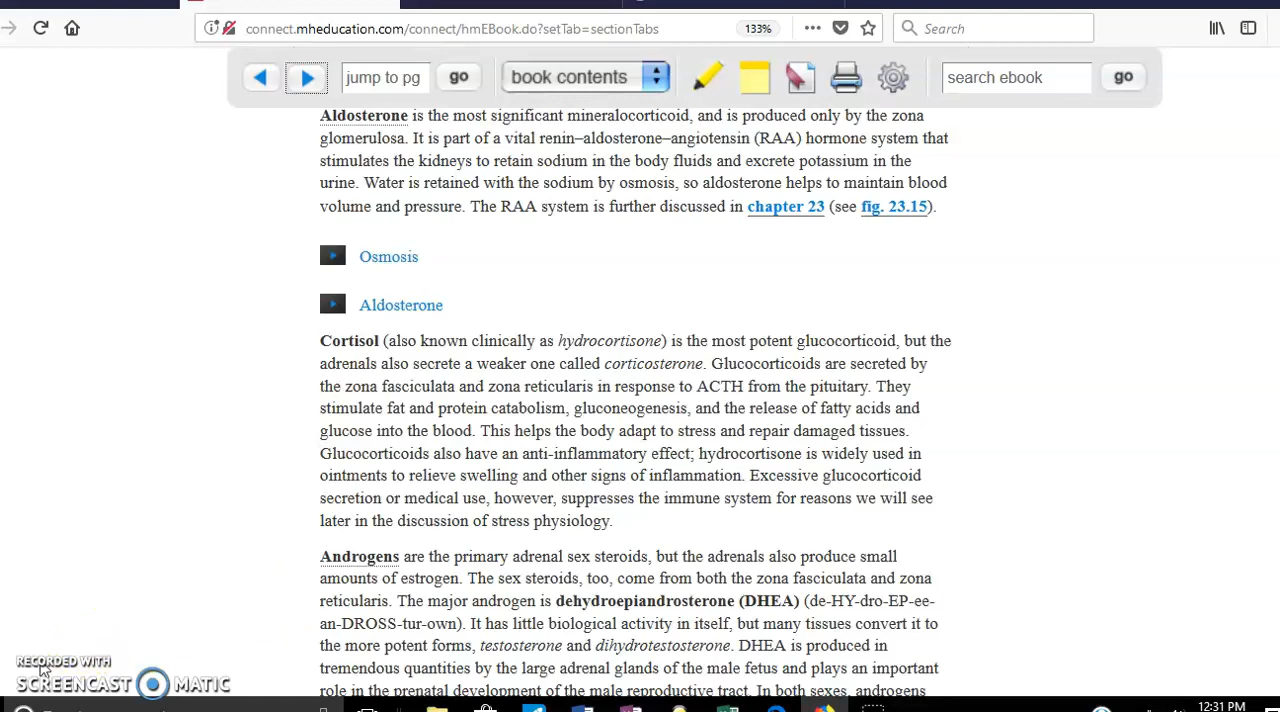 connect.mheducation.com/connect/hmEBook.do?setTab=sectionTabs
133%
Search
jump to pg
go
book contents
search ebook
go
Aldosterone is the most significant mineralocorticoid, and is produced only by the zona
glomerulosa. It is part of a vital renin–aldosterone–angiotensin (RAA) hormone system that
stimulates the kidneys to retain sodium in the body fluids and excrete potassium in the
urine. Water is retained with the sodium by osmosis, so aldosterone helps to maintain blood
volume and pressure. The RAA system is further discussed in chapter 23 (see fig. 23.15).
Osmosis
Aldosterone
Cortisol (also known clinically as hydrocortisone) is the most potent glucocorticoid, but the
adrenals also secrete a weaker one called corticosterone. Glucocorticoids are secreted by
the zona fasciculata and zona reticularis in response to ACTH from the pituitary. They
stimulate fat and protein catabolism, gluconeogenesis, and the release of fatty acids and
glucose into the blood. This helps the body adapt to stress and repair damaged tissues.
Glucocorticoids also have an anti-inflammatory effect; hydrocortisone is widely used in
ointments to relieve swelling and other signs of inflammation. Excessive glucocorticoid
secretion or medical use, however, suppresses the immune system for reasons we will see
later in the discussion of stress physiology.
Androgens are the primary adrenal sex steroids, but the adrenals also produce small
amounts of estrogen. The sex steroids, too, come from both the zona fasciculata and zona
reticularis. The major androgen is dehydroepiandrosterone (DHEA) (de-HY-dro-EP-ee-
an-DROSS-tur-own). It has little biological activity in itself, but many tissues convert it to
the more potent forms, testosterone and dihydrotestosterone. DHEA is produced in
tremendous quantities by the large adrenal glands of the male fetus and plays an important
role in the prenatal development of the male reproductive tract. In both sexes, androgens
RECORDED WITH
SCREENCAST MATIC
12:31 PM